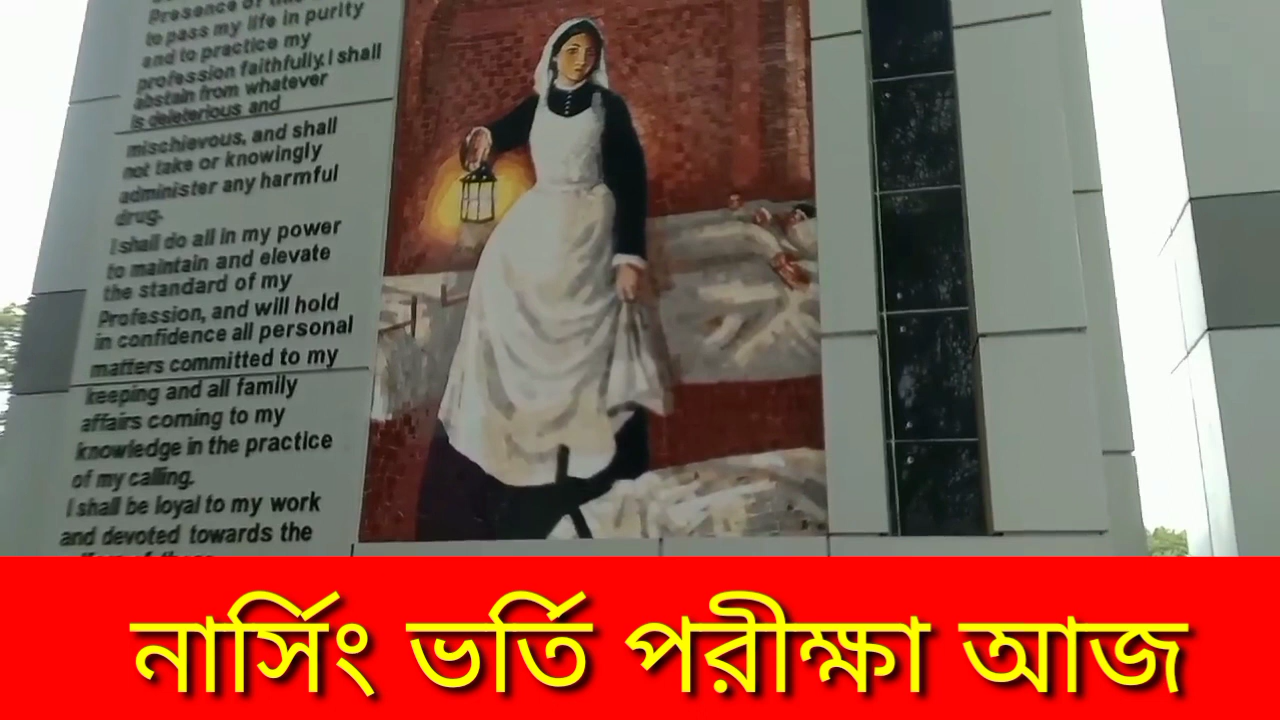 Presence of this
to pass my life in purity
and to practice my
profession faithfully, I shall
abstain from whatever
is deleterious and
mischievous, and shall
not take or knowingly
administer any harmful
drug.
I shall do all in my power
to maintain and elevate
the standard of my
Profession, and will hold
in confidence all personal
matters committed to my
keeping and all family
affairs coming to my
knowledge in the practice
of my calling.
I shall be loyal to my work
and devoted towards the
নার্সিং ভর্তি পরীক্ষা আজ